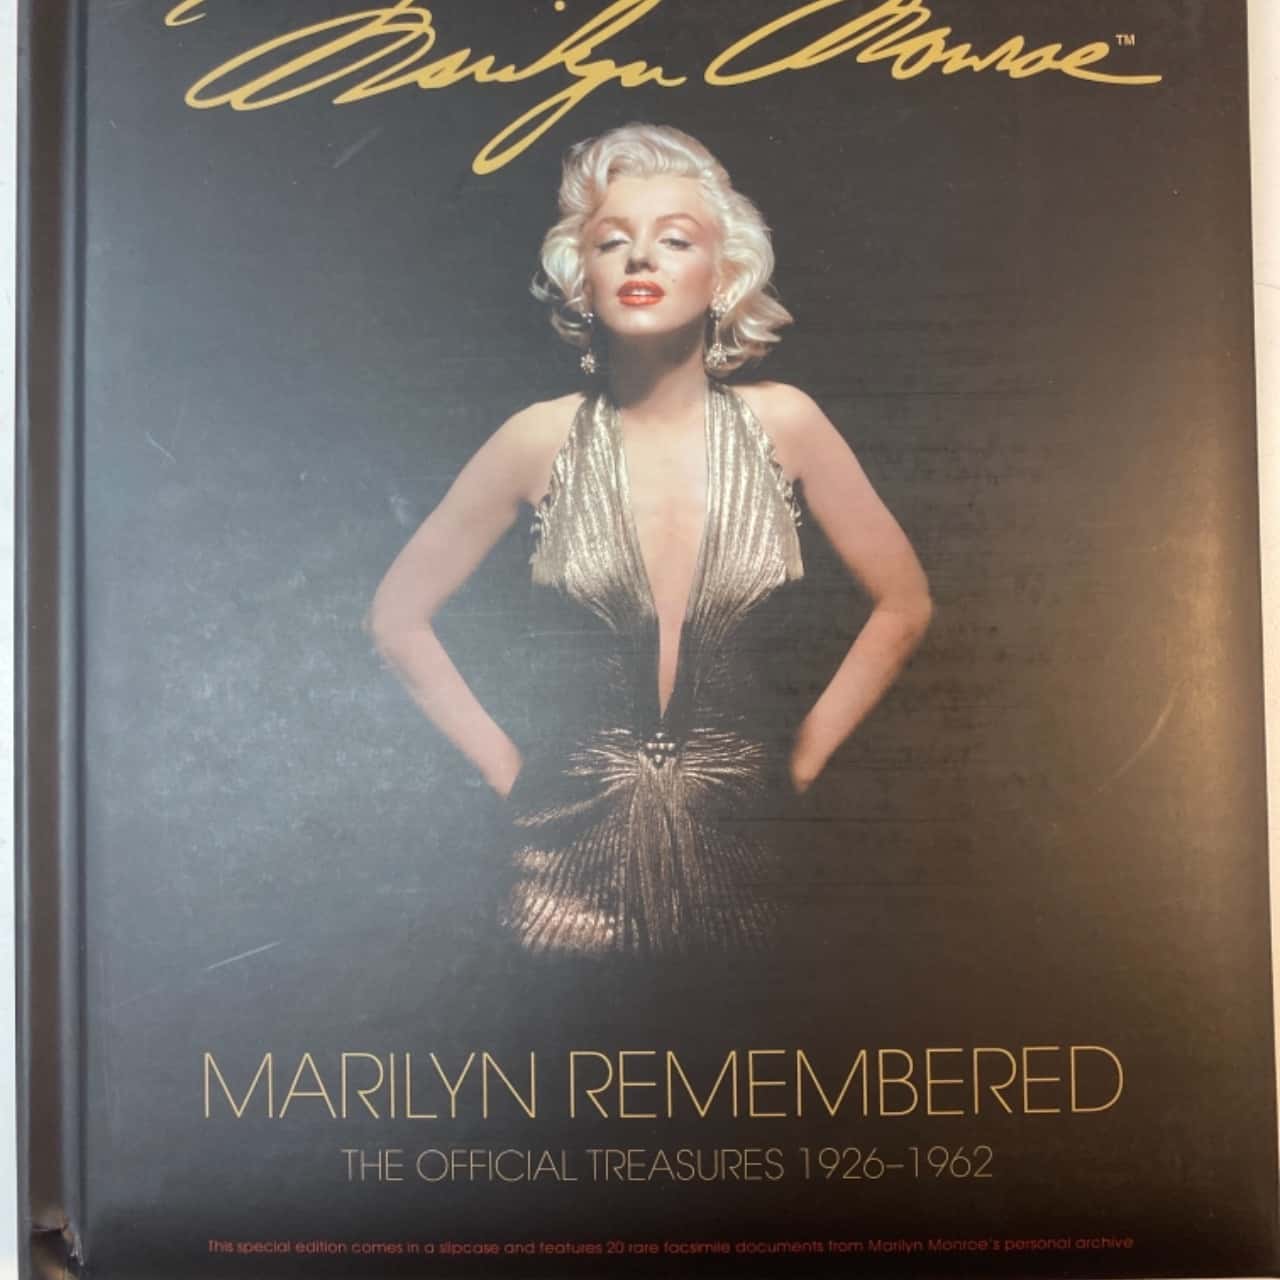 Marilyn Monroe™
MARILYN REMEMBERED
THE OFFICIAL TREASURES 1926–1962
This special edition comes in a slipcase and features 20 rare facsimile documents from Marilyn Monroe's personal archive